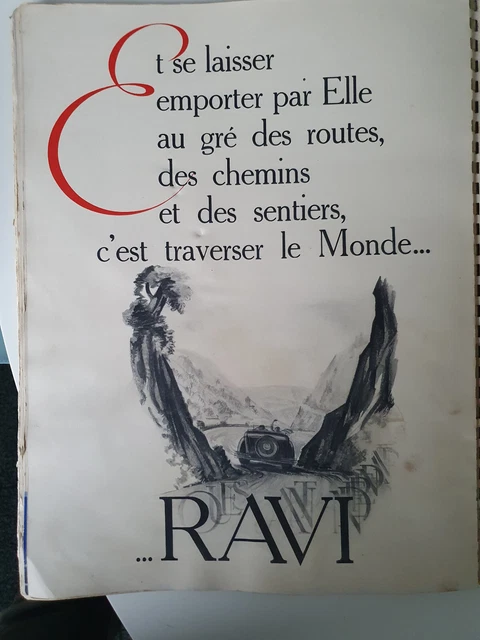 Et se laisser
emporter par Elle
au gré des routes,
des chemins
et des sentiers,
c'est traverser le Monde...
...RAVI